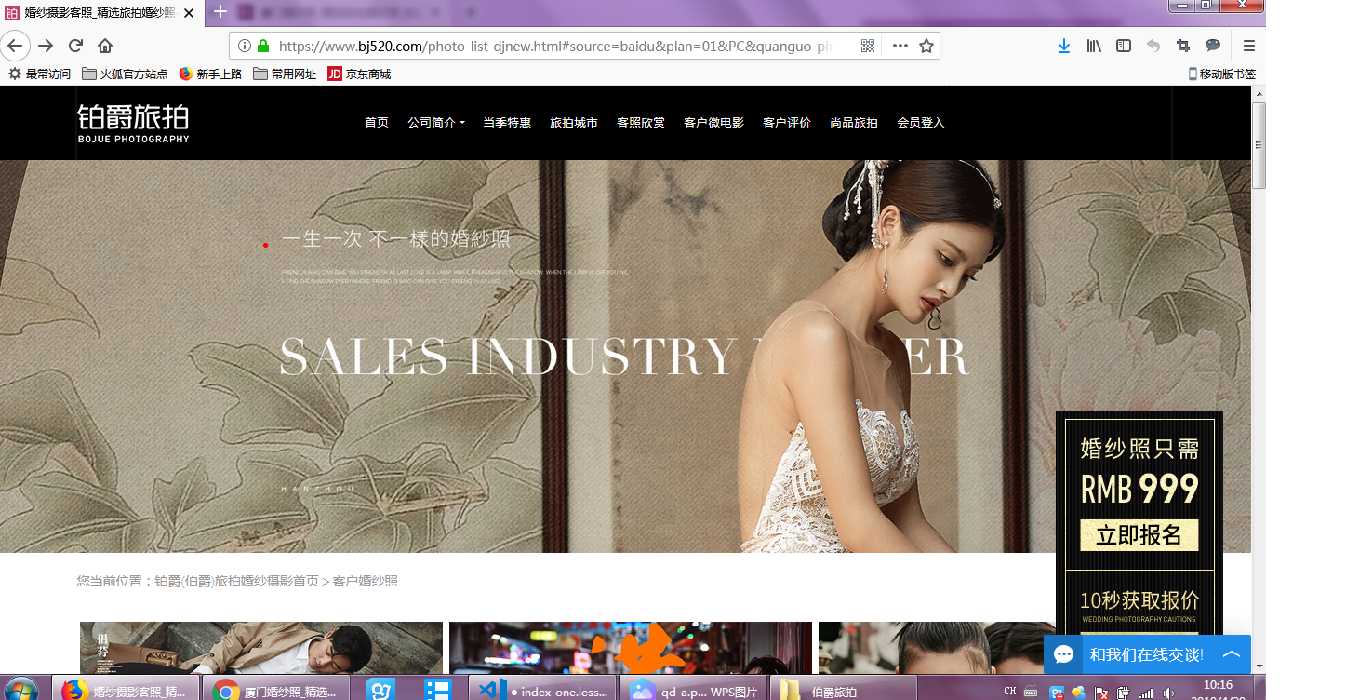 婚纱摄影客照_精选旅拍婚纱照
https://www.bj520.com/photo_list_djncw.html#source=baidu&plan=01&PC&quanguo
最常访问 火狐官方站点 新手上路 常用网址 JD 京东商城 移动版书签
铂爵旅拍
BOJUE PHOTOGRAPHY
首页 公司简介 当季特惠 旅拍城市 客照欣赏 客户微电影 客户评价 尚品旅拍 会员登入
一生一次 不一樣的婚紗照
SALES INDUSTRY
HANZHOU
婚纱照只需
RMB 999
立即报名
您当前位置：铂爵(伯爵)旅拍婚纱摄影首页 > 客户婚纱照
10秒获取报价
WEDDING PHOTOGRAPHY CAUTIONS
和我们在线交谈!
婚纱摄影客照_精... 厦门婚纱照_精选... index-one.less... qd-a.p... WPS图片 伯爵旅拍 CH 10:16